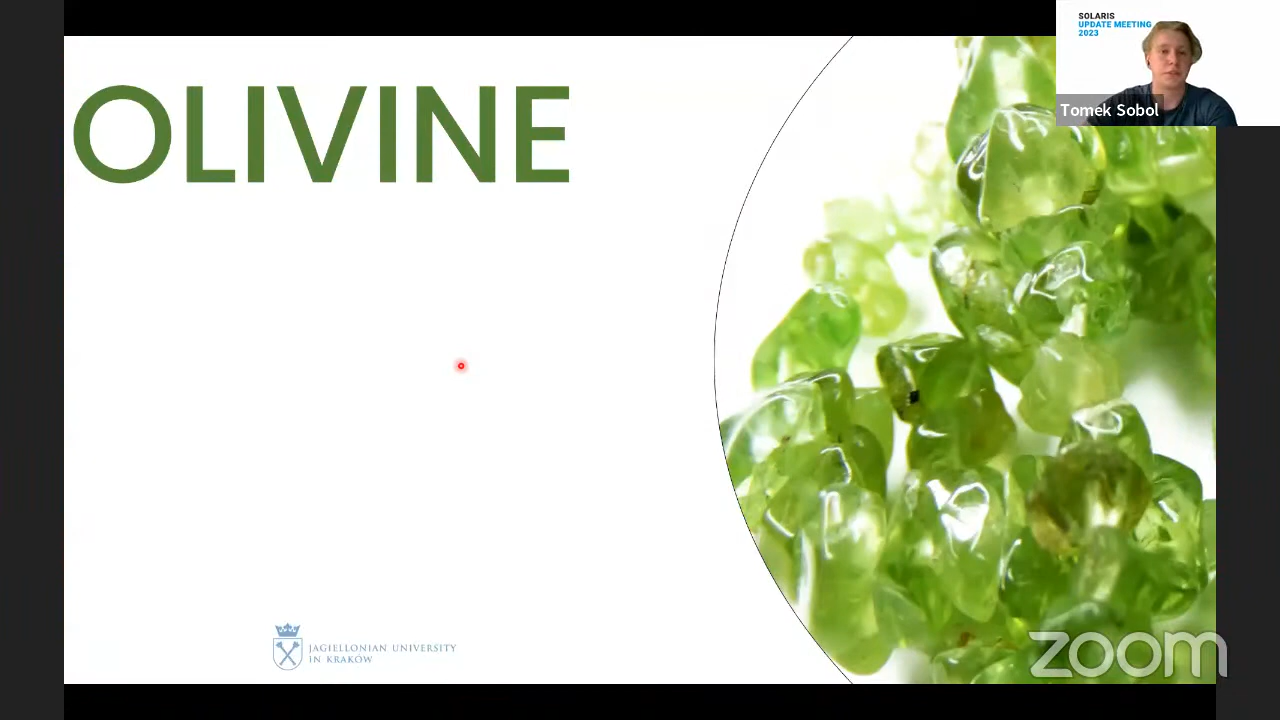 OLIVINE
SOLARIS
UPDATE MEETING
2023
Tomek Sobol
JAGIELLONIAN UNIVERSITY
IN KRAKÓW
zoom